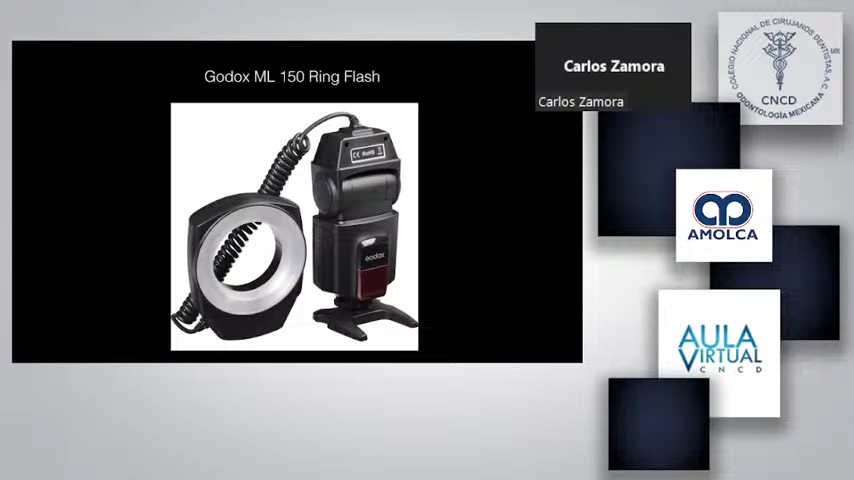 Godox ML 150 Ring Flash
CE RoHS
godox
Carlos Zamora
Carlos Zamora
COLEGIO NACIONAL DE CIRUJANOS DENTISTAS, A.C.
MR
CNCD
ODONTOLOGÍA MEXICANA
AMOLCA
AULA
VIRTUAL
CNCD